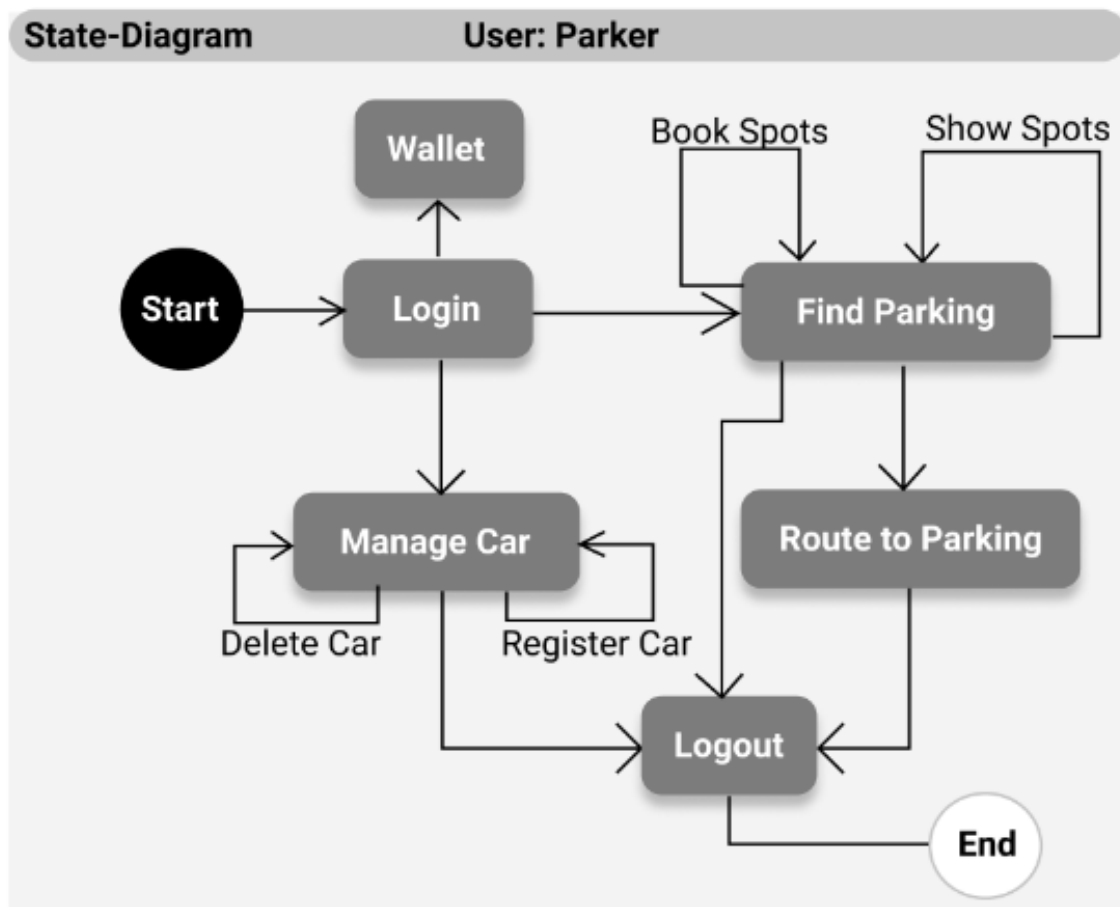 State-Diagram
User: Parker
Wallet
Book Spots
Show Spots
Start
Login
Find Parking
Manage Car
Route to Parking
Delete Car
Register Car
Logout
End